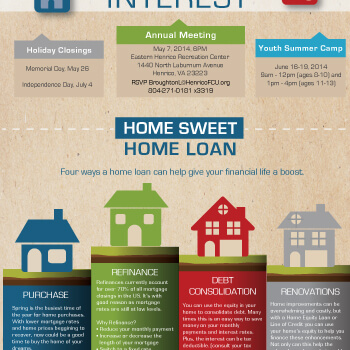 INTEREST
Holiday Closings
Memorial Day, May 26
Independence Day, July 4
Annual Meeting
May 7, 2014, 6PM
Eastern Henrico Recreation Center
1440 North Laburnum Avenue
Henrico, VA 23223
RSVP BroughtonL@HenricoFCU.org
804-271-0181 x3319
Youth Summer Camp
June 16-19, 2014
9am - 12pm (ages 8-10) and
1pm - 4pm (ages 11-13)
HOME SWEET
HOME LOAN
Four ways a home loan can help give your financial life a boost.
PURCHASE
Spring is the busiest time of
the year for home purchases.
With lower mortgage rates
and home prices beggining to
recover, now could be a good
time to buy the home of your
dreams.
REFINANCE
Refinances currently account
for over 70% of all mortgage
closings in the US. It's with
good reason as mortgage
rates are still at low levels.
Why Refinance?
• Reduce your monthly payment
• Increase or decrease the
length of your mortgage
DEBT
CONSOLIDATION
You can use the equity in your
home to consolidate debt. Many
times this is an easy way to save
money on your monthly
payments and interest rates.
Plus, the interest can be tax
deductible (consult your tax
RENOVATIONS
Home improvements can be
overwhelming and costly, but
with a Home Equity Loan or
Line of Credit you can use
your home's equity to help you
finance these enhancements.
Not only can this help the